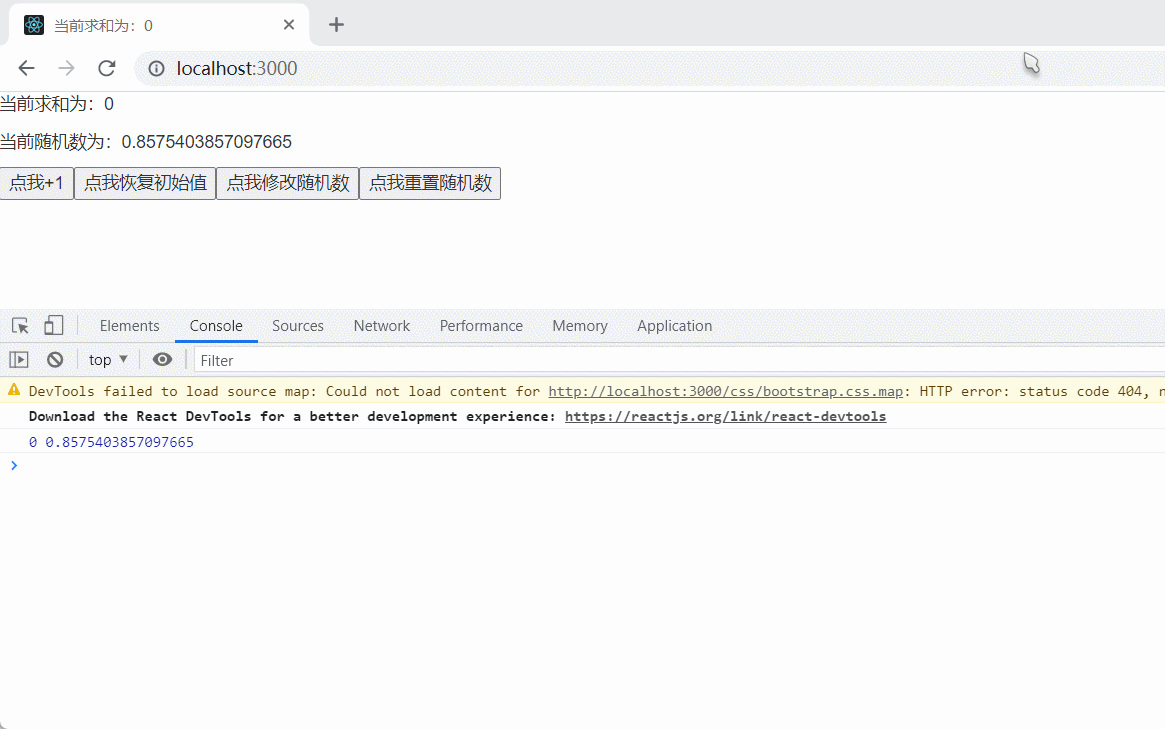 当前求和为：0
localhost:3000
当前求和为：0
当前随机数为：0.8575403857097665
点我+1 点我恢复初始值 点我修改随机数 点我重置随机数
Elements Console Sources Network Performance Memory Application
top Filter
DevTools failed to load source map: Could not load content for http://localhost:3000/css/bootstrap.css.map: HTTP error: status code 404, n
Download the React DevTools for a better development experience: https://reactjs.org/link/react-devtools
0 0.8575403857097665